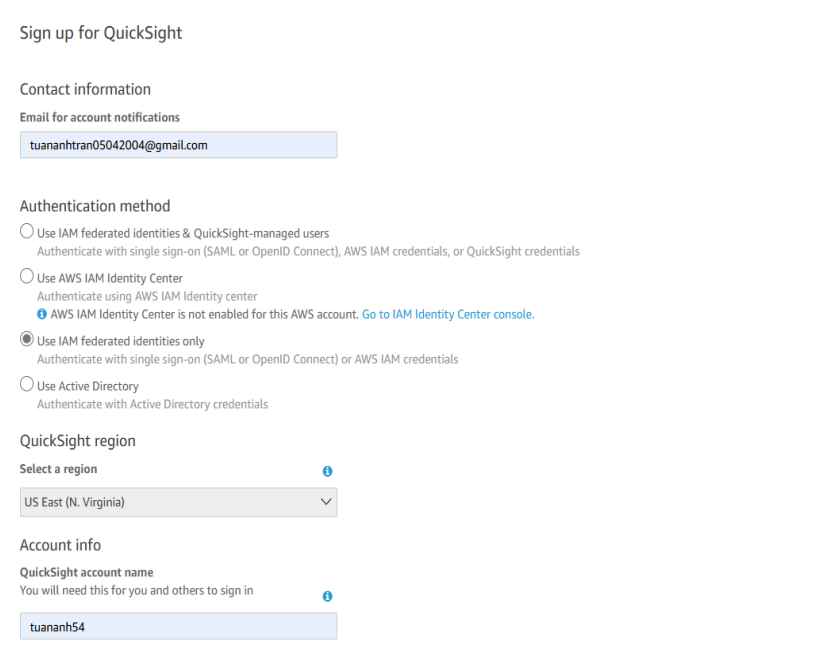 Sign up for QuickSight
Contact information
Email for account notifications
tuananhtran05042004@gmail.com
Authentication method
Use IAM federated identities & QuickSight-managed users
Authenticate with single sign-on (SAML or OpenID Connect), AWS IAM credentials, or QuickSight credentials
Use AWS IAM Identity Center
Authenticate using AWS IAM Identity center
AWS IAM Identity Center is not enabled for this AWS account. Go to IAM Identity Center console.
Use IAM federated identities only
Authenticate with single sign-on (SAML or OpenID Connect) or AWS IAM credentials
Use Active Directory
Authenticate with Active Directory credentials
QuickSight region
Select a region
US East (N. Virginia)
Account info
QuickSight account name
You will need this for you and others to sign in
tuananh54